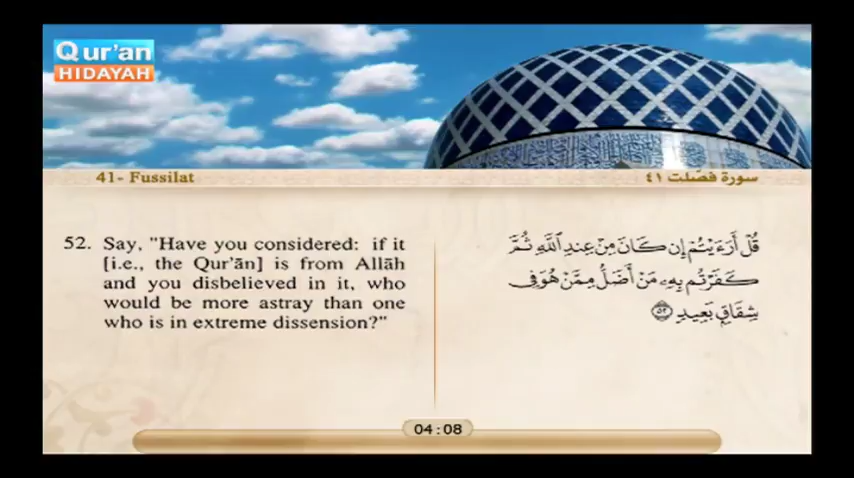 Qur'an
HIDAYAH
41- Fussilat
سورة فصّلت ٤١
52. Say, "Have you considered: if it
[i.e., the Qur'ān] is from Allāh
and you disbelieved in it, who
would be more astray than one
who is in extreme dissension?"
قُلْ أَرَءَيْتُمْ إِن كَانَ مِنْ عِندِ ٱللَّهِ ثُمَّ
كَفَرْتُم بِهِۦ مَنْ أَضَلُّ مِمَّنْ هُوَ فِى
شِقَاقٍۭ بَعِيدٍ ٥٢
04:08